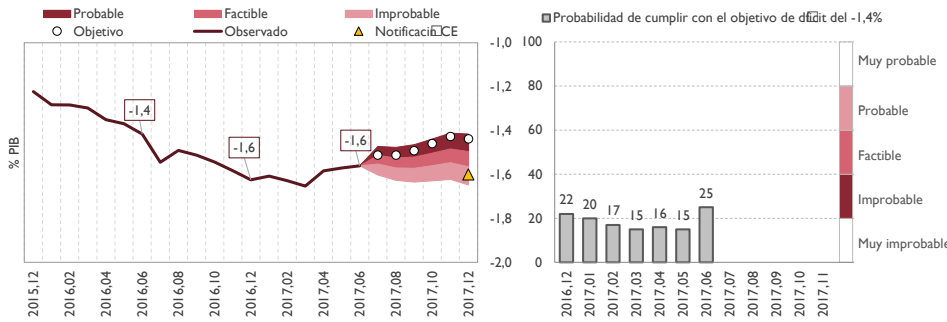 Probable Factible Improbable
Objetivo Observado Notificación CE
% PIB
-1,0
-1,2
-1,4
-1,6
-1,8
-2,0
-1,4
-1,6
-1,6
2015,12 2016,02 2016,04 2016,06 2016,08 2016,10 2016,12 2017,02 2017,04 2017,06 2017,08 2017,10 2017,12
Probabilidad de cumplir con el objetivo de déficit del -1,4%
100
80
60
40
20
0
22 20 17 15 16 15 25
2016,12 2017,01 2017,02 2017,03 2017,04 2017,05 2017,06 2017,07 2017,08 2017,09 2017,10 2017,11
Muy probable
Probable
Factible
Improbable
Muy improbable